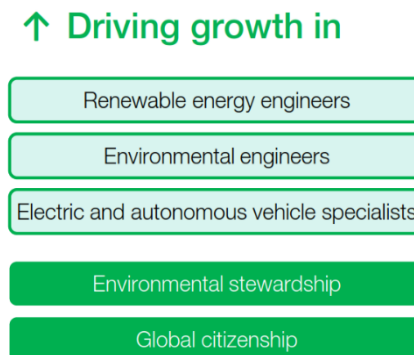 ↑ Driving growth in
Renewable energy engineers
Environmental engineers
Electric and autonomous vehicle specialists
Environmental stewardship
Global citizenship